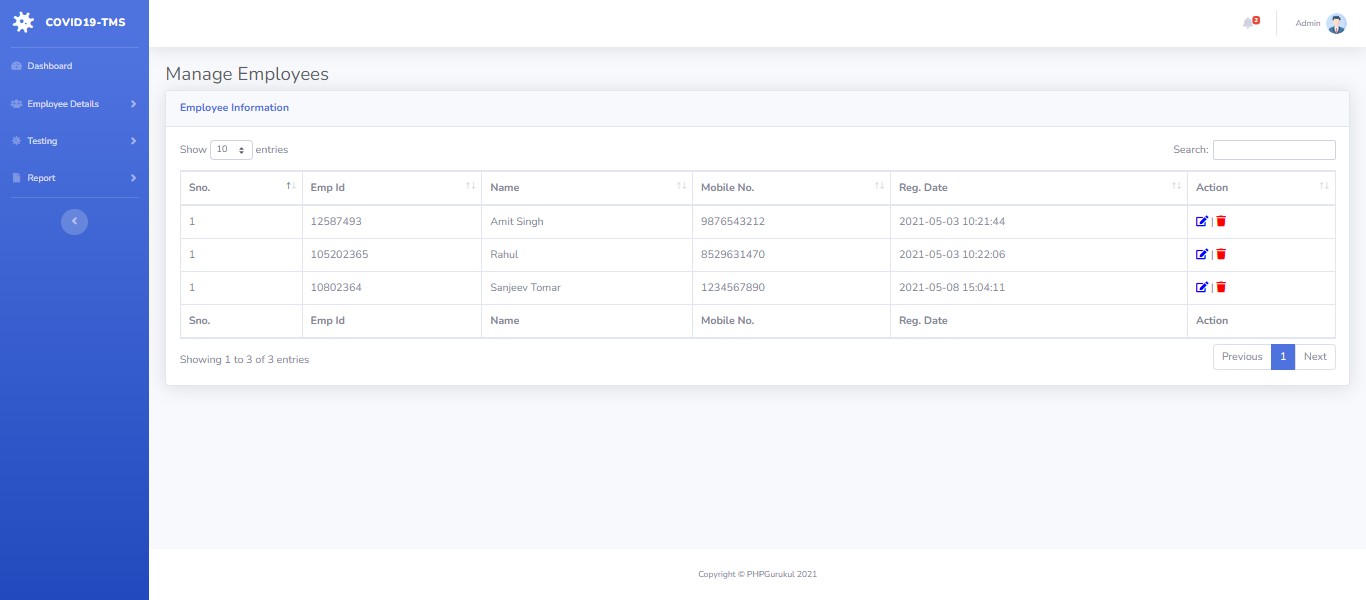 COVID19-TMS
2
Admin
Dashboard
Employee Details
Testing
Report
Manage Employees
Employee Information
Show 10 entries
Search:
Sno. Emp Id Name Mobile No. Reg. Date Action
1 12587493 Amit Singh 9876543212 2021-05-03 10:21:44 |
1 105202365 Rahul 8529631470 2021-05-03 10:22:06 |
1 10802364 Sanjeev Tomar 1234567890 2021-05-08 15:04:11 |
Sno. Emp Id Name Mobile No. Reg. Date Action
Showing 1 to 3 of 3 entries
Previous 1 Next
Copyright © PHPGurukul 2021